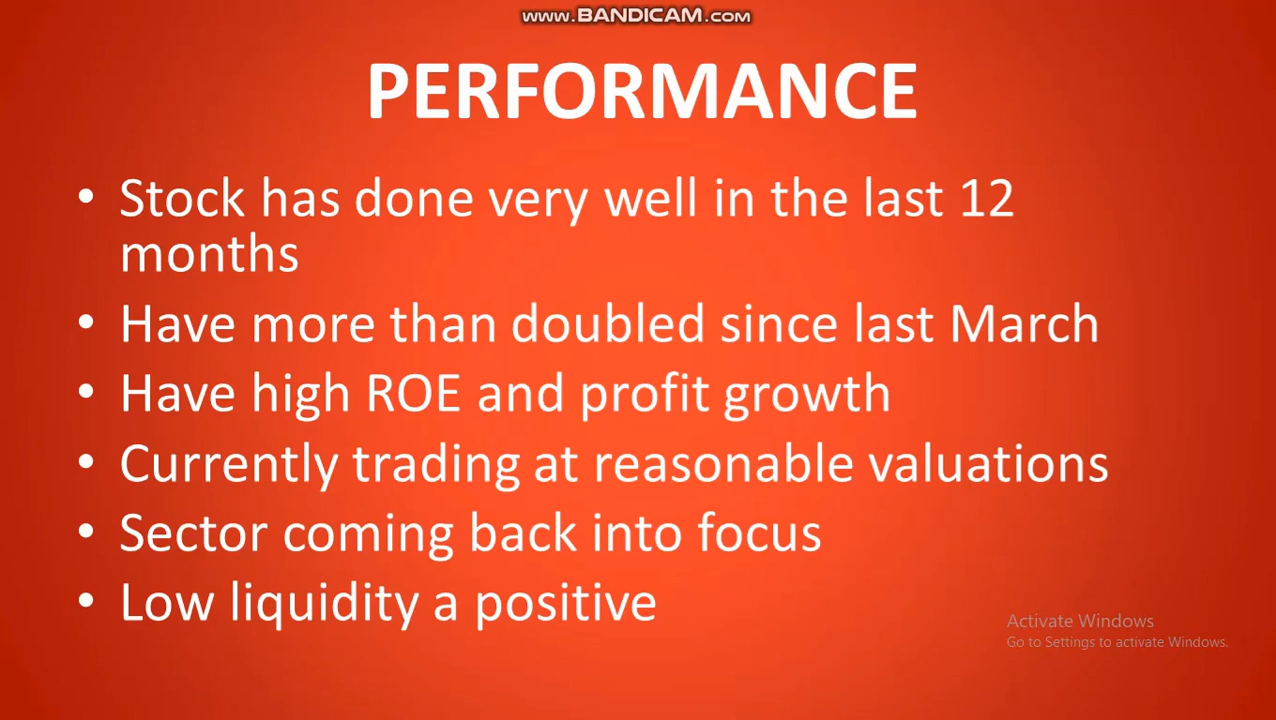 www.BANDICAM.com
PERFORMANCE
• Stock has done very well in the last 12
months
• Have more than doubled since last March
• Have high ROE and profit growth
• Currently trading at reasonable valuations
• Sector coming back into focus
• Low liquidity a positive
Activate Windows
Go to Settings to activate Windows.